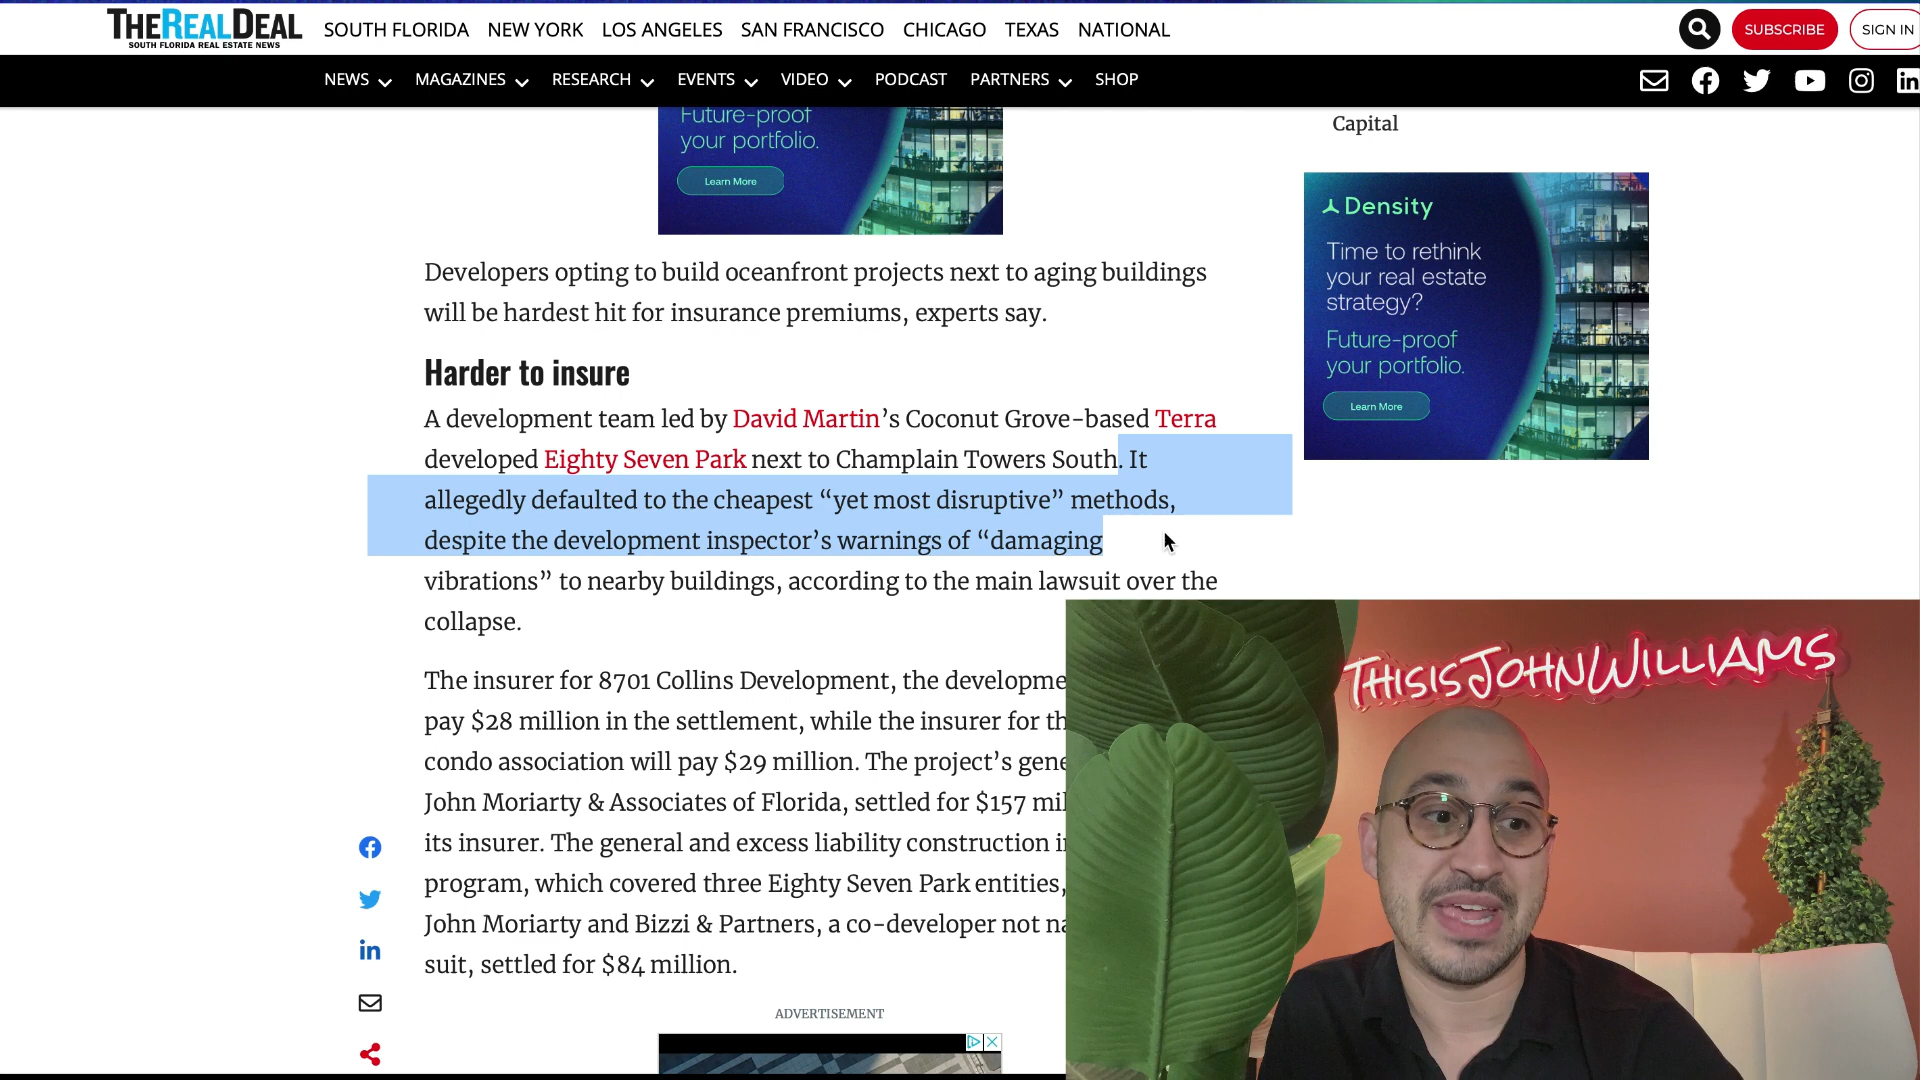 THEREALDEAL
SOUTH FLORIDA REAL ESTATE NEWS
SOUTH FLORIDA NEW YORK LOS ANGELES SAN FRANCISCO CHICAGO TEXAS NATIONAL
SUBSCRIBE
SIGN IN
NEWS MAGAZINES RESEARCH EVENTS VIDEO PODCAST PARTNERS SHOP
Future-proof
your portfolio.
Learn More
Capital
Density
Time to rethink
your real estate
strategy?
Future-proof
your portfolio.
Learn More
Developers opting to build oceanfront projects next to aging buildings
will be hardest hit for insurance premiums, experts say.
Harder to insure
A development team led by David Martin’s Coconut Grove-based Terra
developed Eighty Seven Park next to Champlain Towers South. It
allegedly defaulted to the cheapest “yet most disruptive” methods,
despite the development inspector’s warnings of “damaging
vibrations” to nearby buildings, according to the main lawsuit over the
collapse.
The insurer for 8701 Collins Development, the developme
pay $28 million in the settlement, while the insurer for th
condo association will pay $29 million. The project’s gene
John Moriarty & Associates of Florida, settled for $157 mil
its insurer. The general and excess liability construction i
program, which covered three Eighty Seven Park entities,
John Moriarty and Bizzi & Partners, a co-developer not na
suit, settled for $84 million.
ADVERTISEMENT
THISISJOHNWILLIAMS